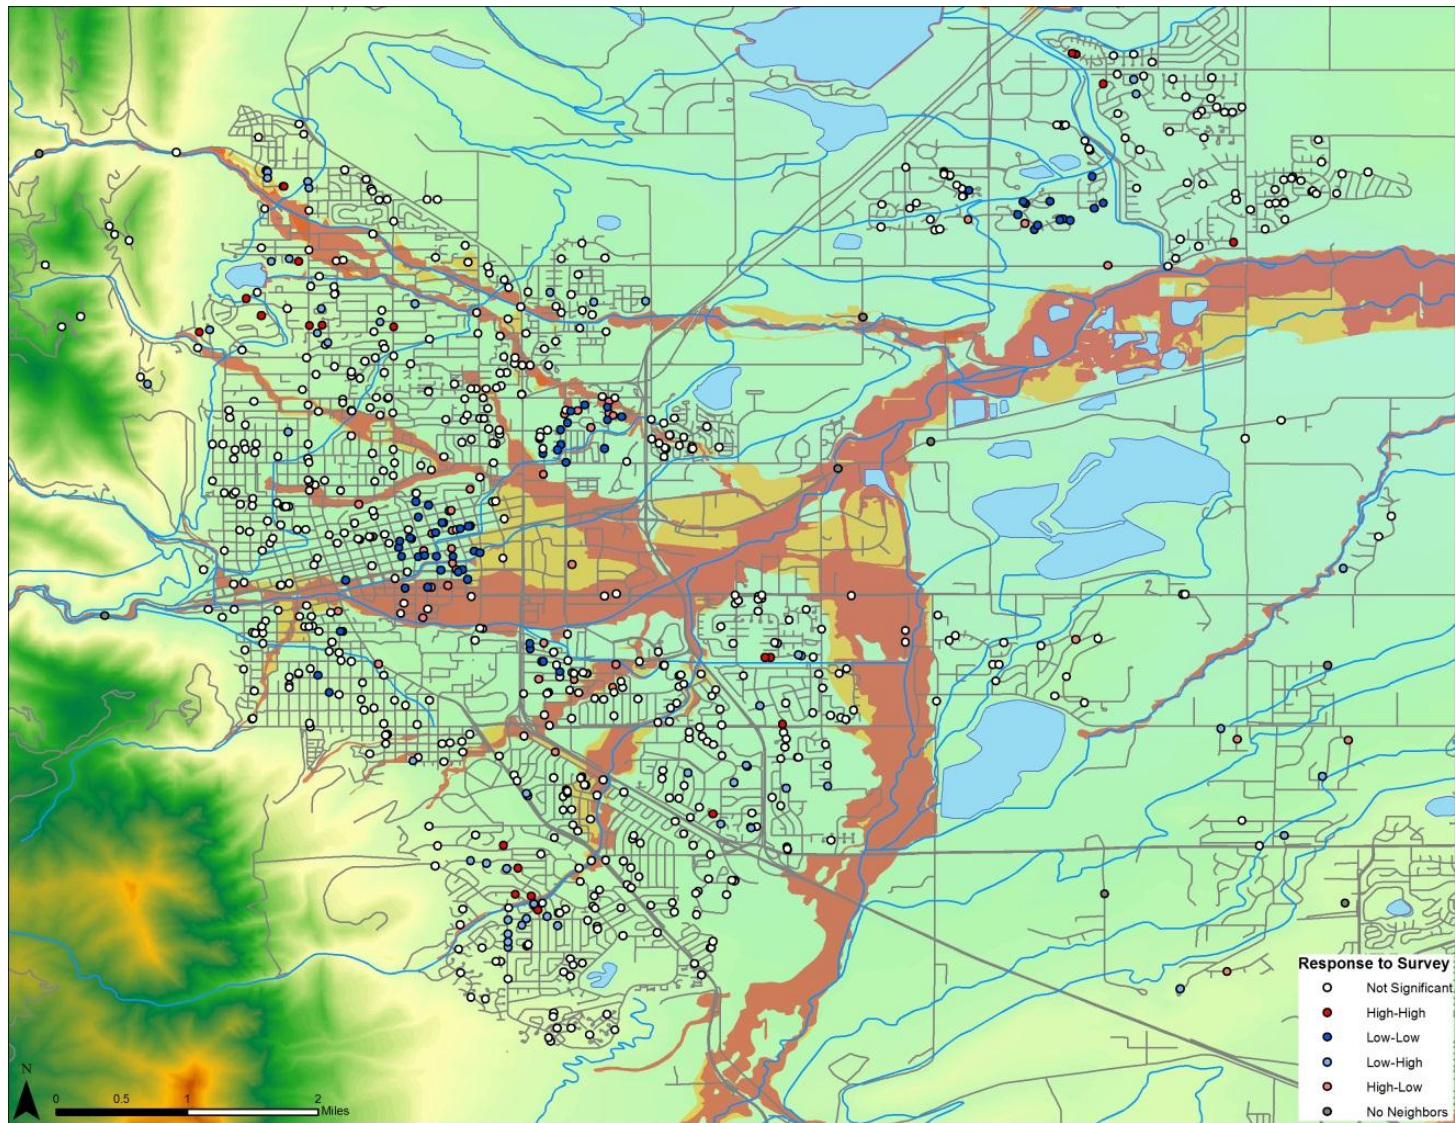 Response to Survey
Not Significant
High-High
Low-Low
Low-High
High-Low
No Neighbors
N
0 0.5 1 2
Miles